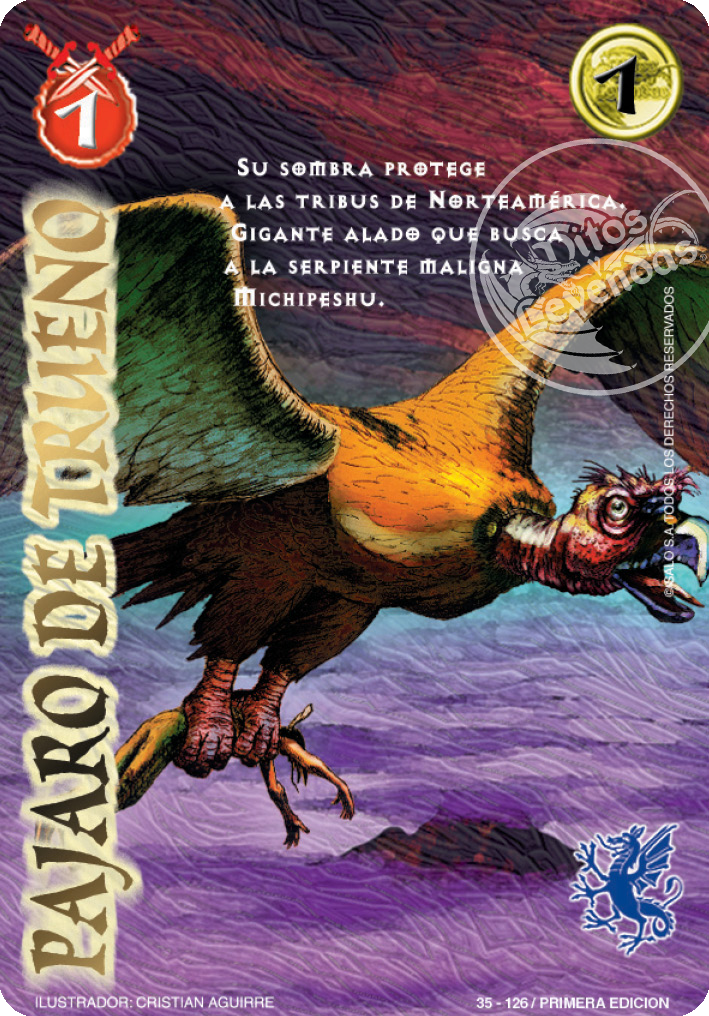 1
1
Su sombra protege
a las tribus de Norteamérica.
Gigante alado que busca
a la serpiente maligna
Michipeshu.
Mitos
Leyendas
PAJARO DE TRUENO
© SALO S.A. TODOS LOS DERECHOS RESERVADOS
ILUSTRADOR: CRISTIAN AGUIRRE
35 - 126 / PRIMERA EDICION